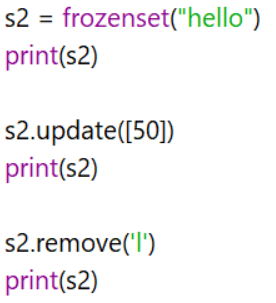 s2 = frozenset("hello")
print(s2)
s2.update([50])
print(s2)
s2.remove('l')
print(s2)